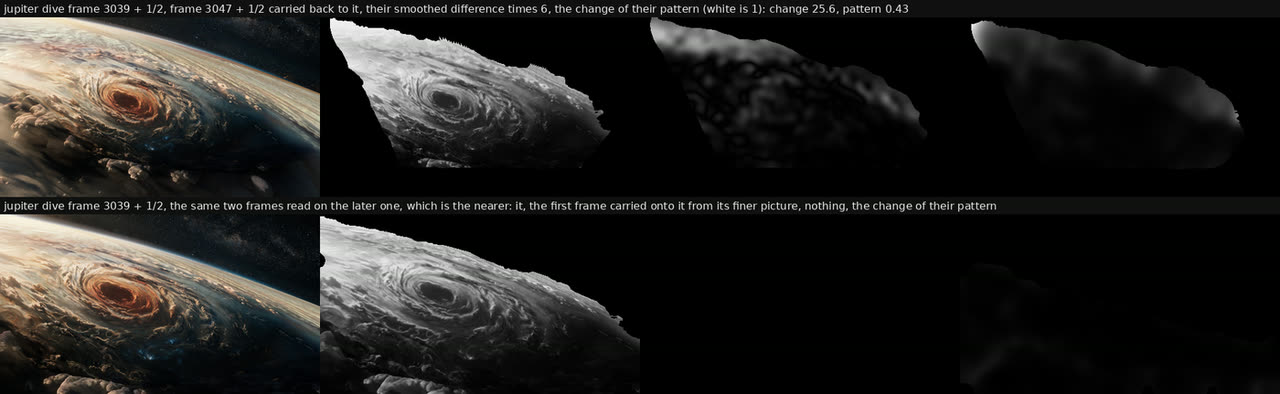 jupiter dive frame 3039 + 1/2, frame 3047 + 1/2 carried back to it, their smoothed difference times 6, the change of their pattern (white is 1): change 25.6, pattern 0.43
jupiter dive frame 3039 + 1/2, the same two frames read on the later one, which is the nearer: it, the first frame carried onto it from its finer picture, nothing, the change of their pattern